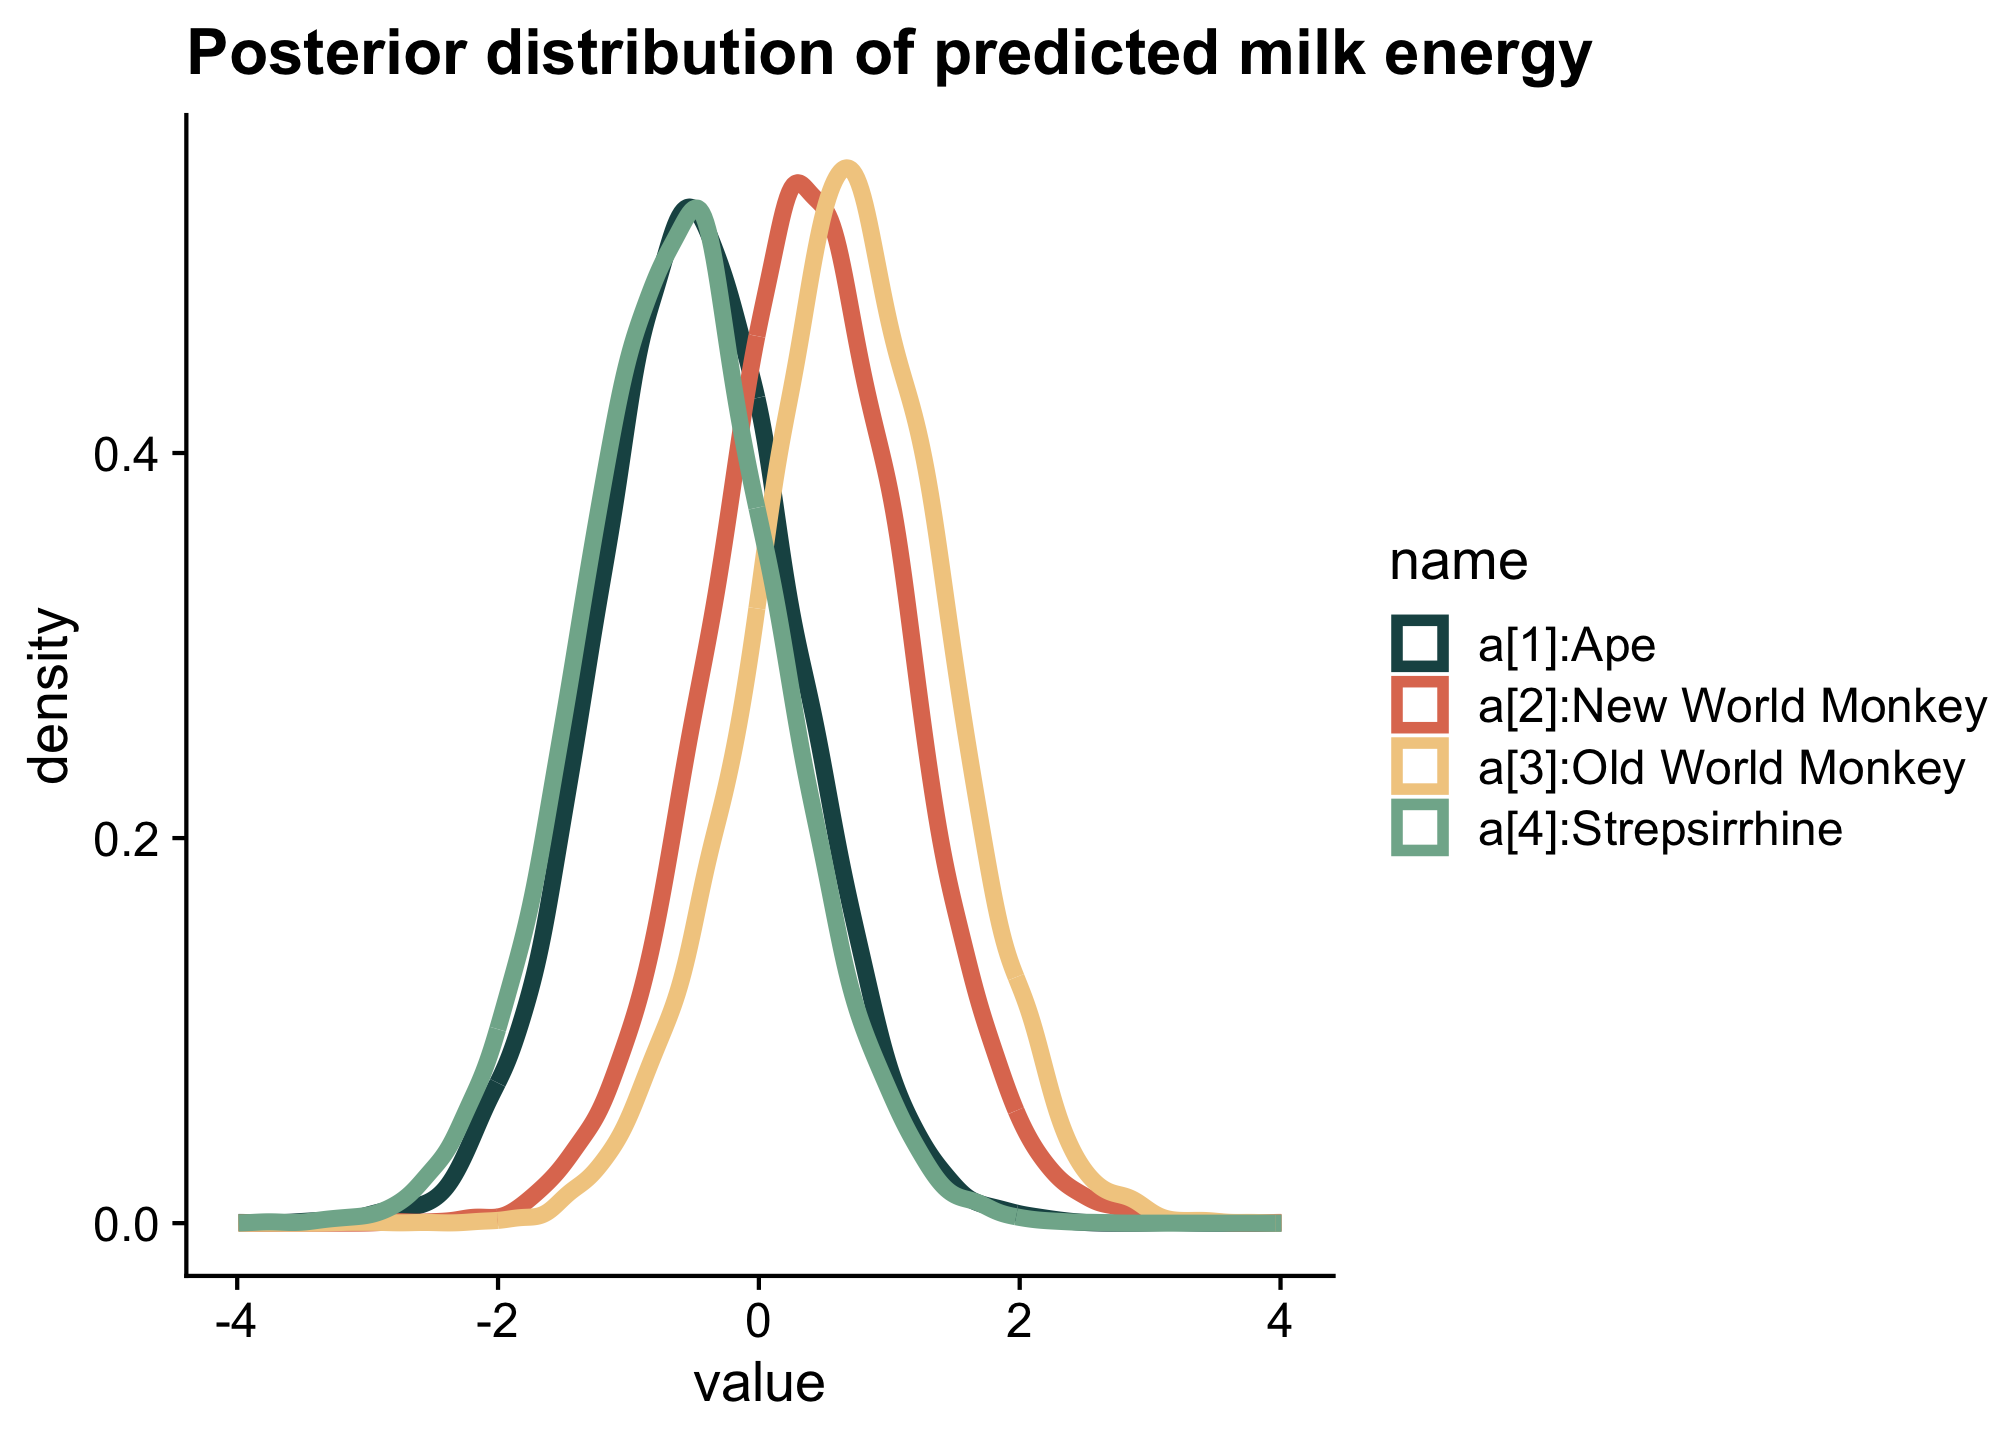 Posterior distribution of predicted milk energy
density
0.4
0.2
0.0
-4
-2
0
2
4
value
name
a[1]:Ape
a[2]:New World Monkey
a[3]:Old World Monkey
a[4]:Strepsirrhine